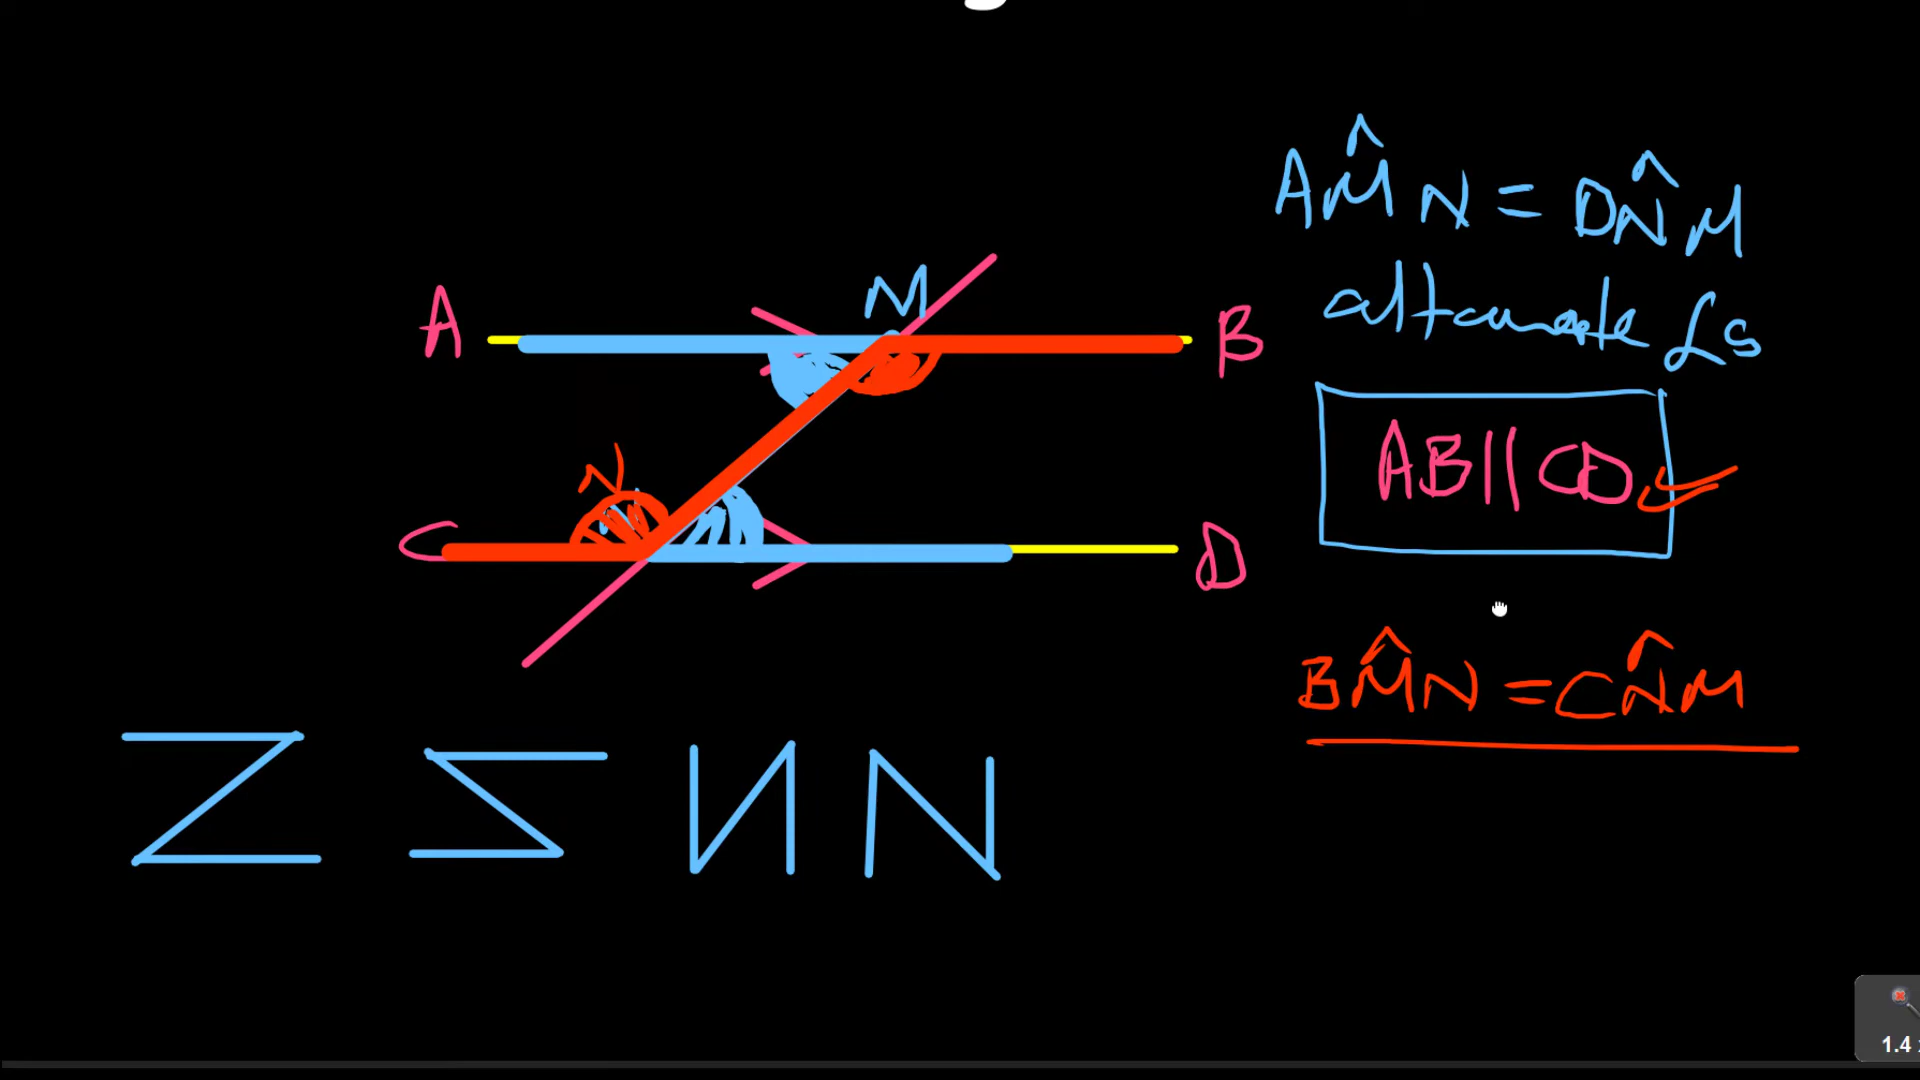 AM̂N = DN̂M
M
A
B
alternate ∠s
AB || CD
N
C
D
BM̂N = CN̂M
1.4